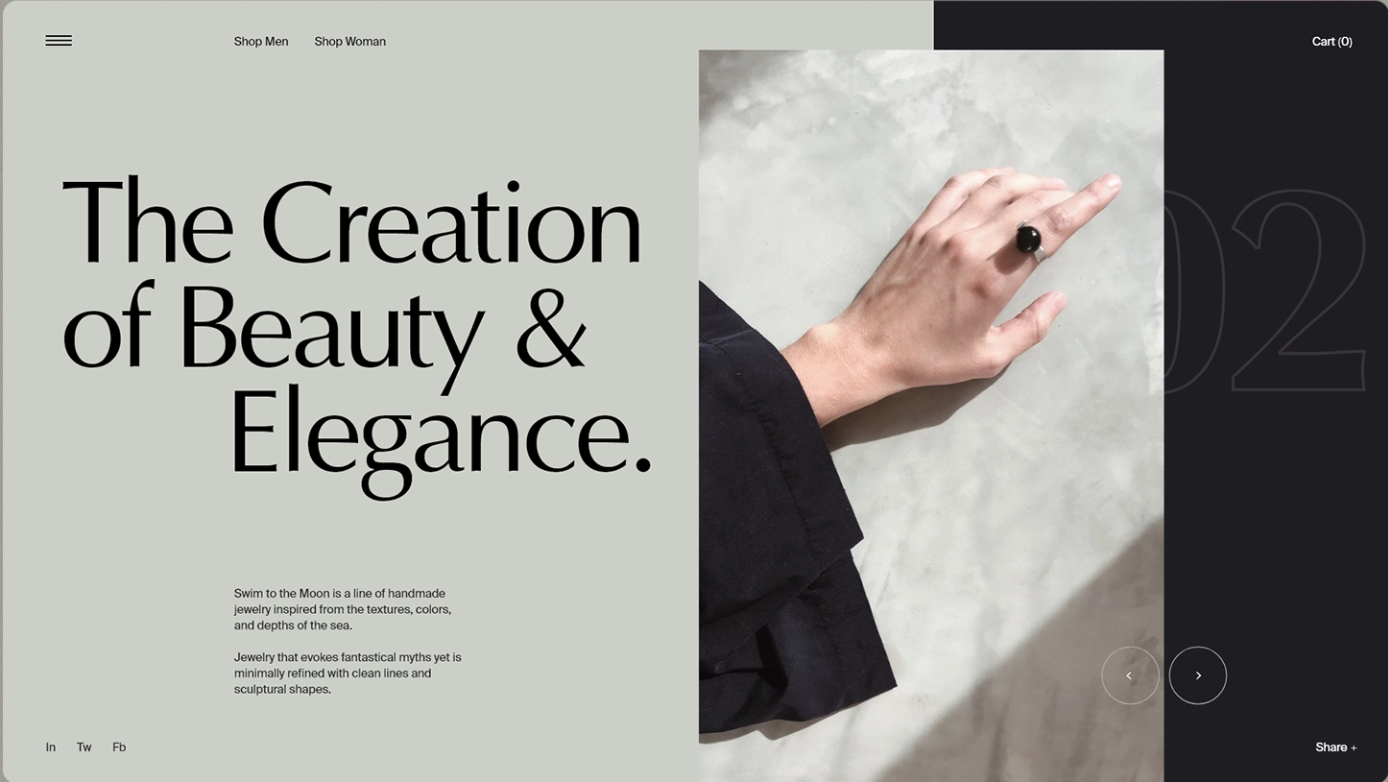 Shop Men Shop Woman
Cart (0)
The Creation
of Beauty &
Elegance.
02
Swim to the Moon is a line of handmade
jewelry inspired from the textures, colors,
and depths of the sea.
Jewelry that evokes fantastical myths yet is
minimally refined with clean lines and
sculptural shapes.
In Tw Fb
Share +